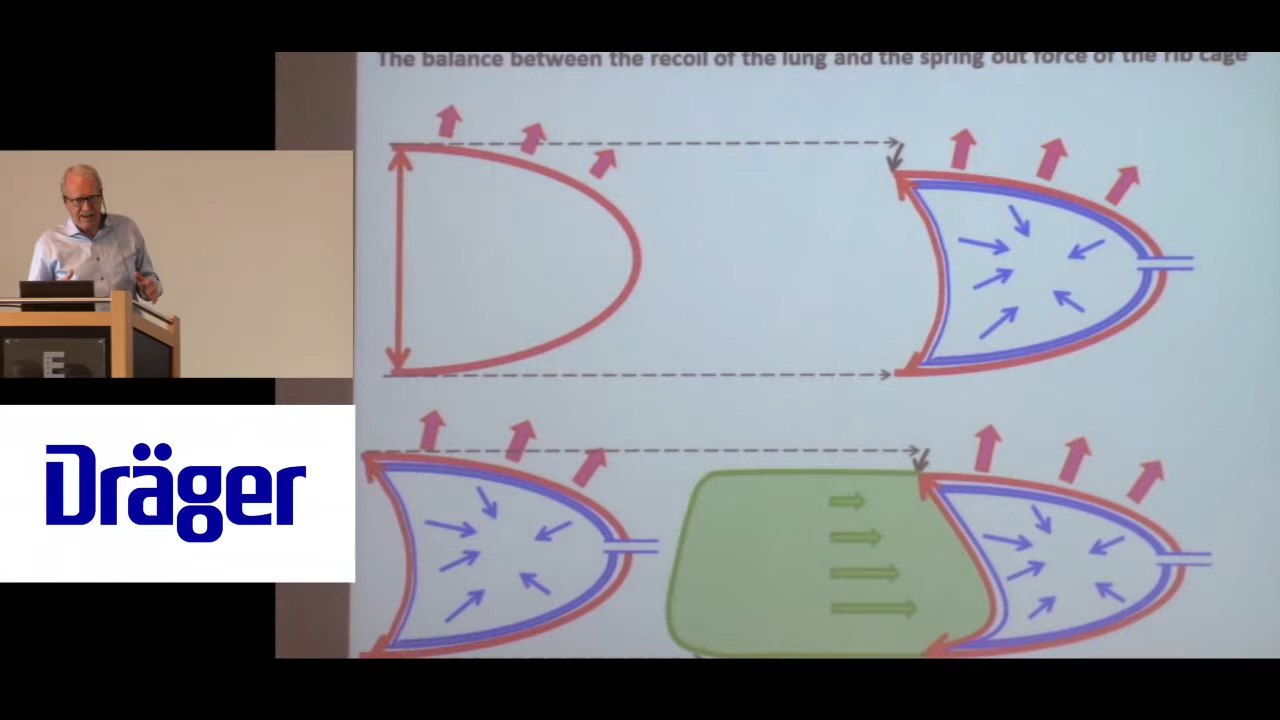 The balance between the recoil of the lung and the spring out force of the rib cage
E
Dräger